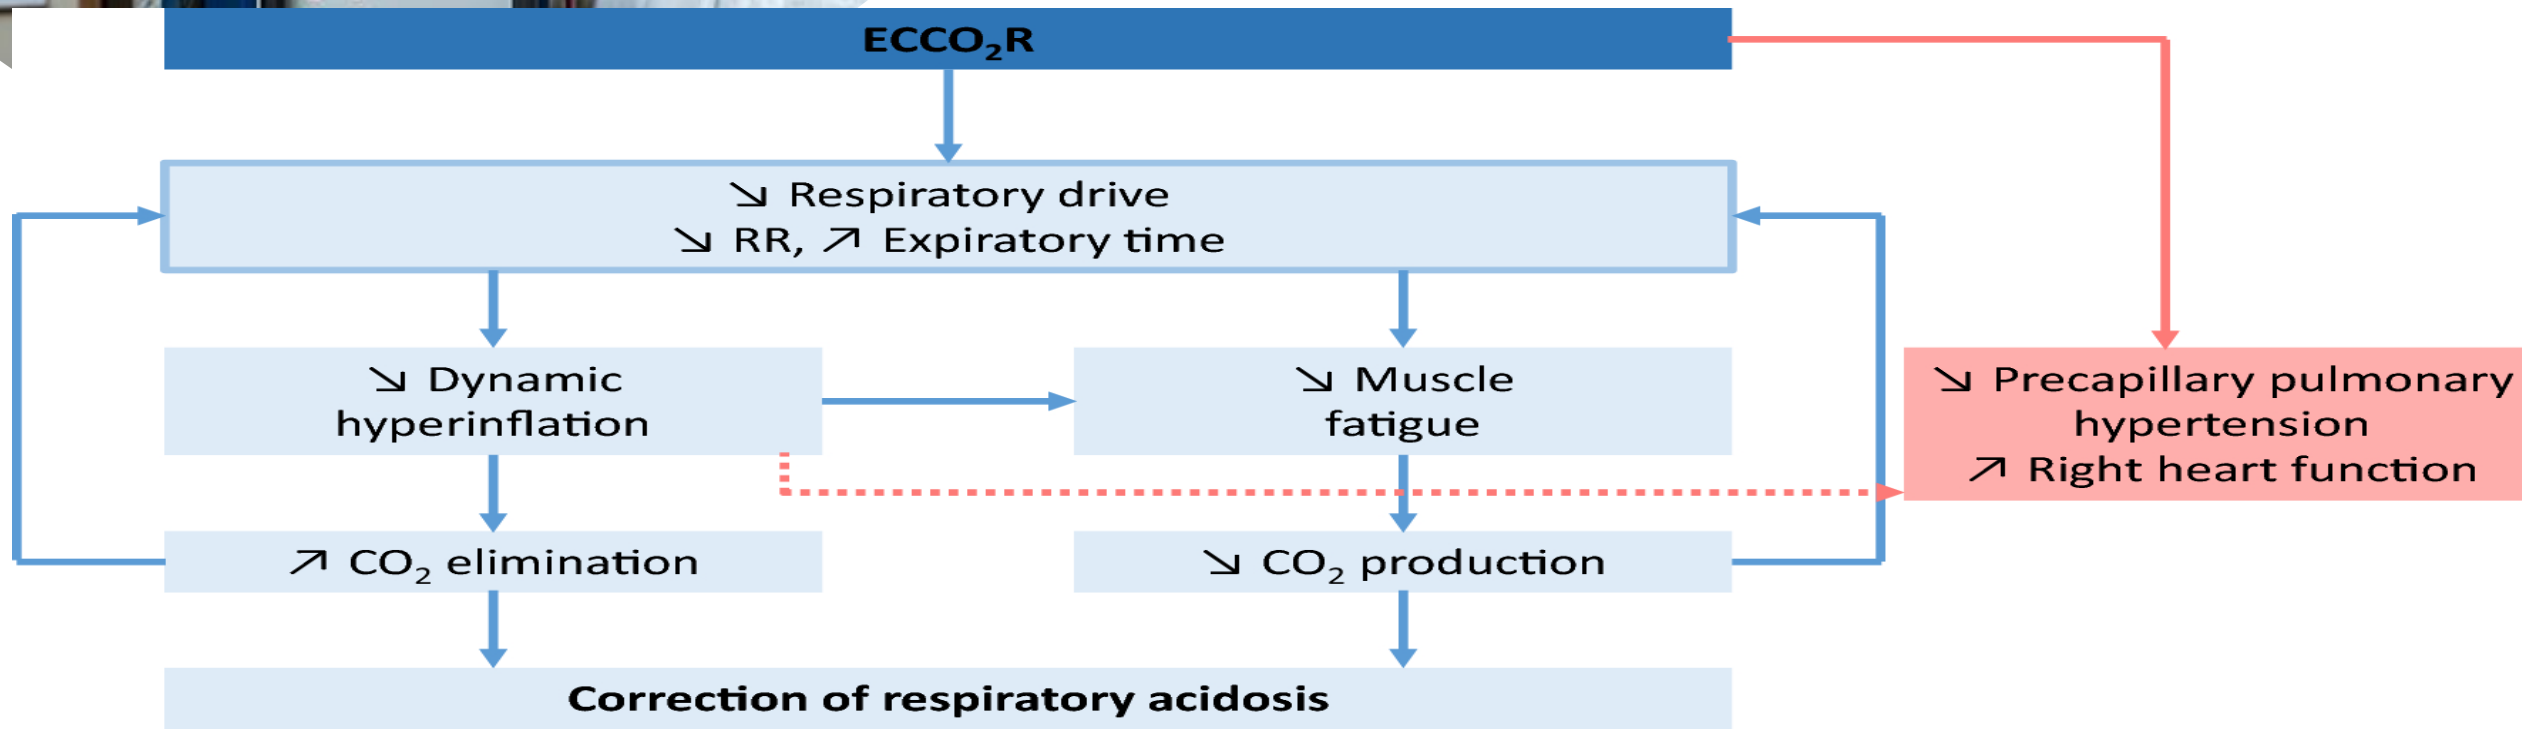 ECCO₂R
↘ Respiratory drive
↘ RR, ↗ Expiratory time
↘ Dynamic
hyperinflation
↘ Muscle
fatigue
↘ Precapillary pulmonary
hypertension
↗ Right heart function
↗ CO₂ elimination
↘ CO₂ production
Correction of respiratory acidosis